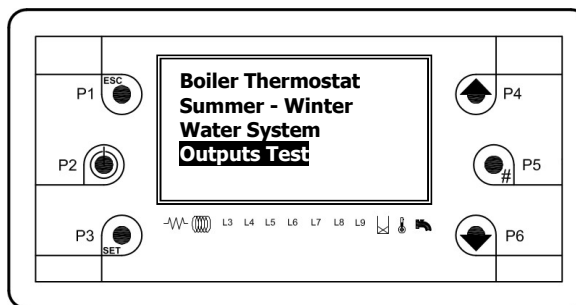 ESC
P1
P2
P3
SET
Boiler Thermostat
Summer - Winter
Water System
Outputs Test
L3 L4 L5 L6 L7 L8 L9
P4
P5
#
P6